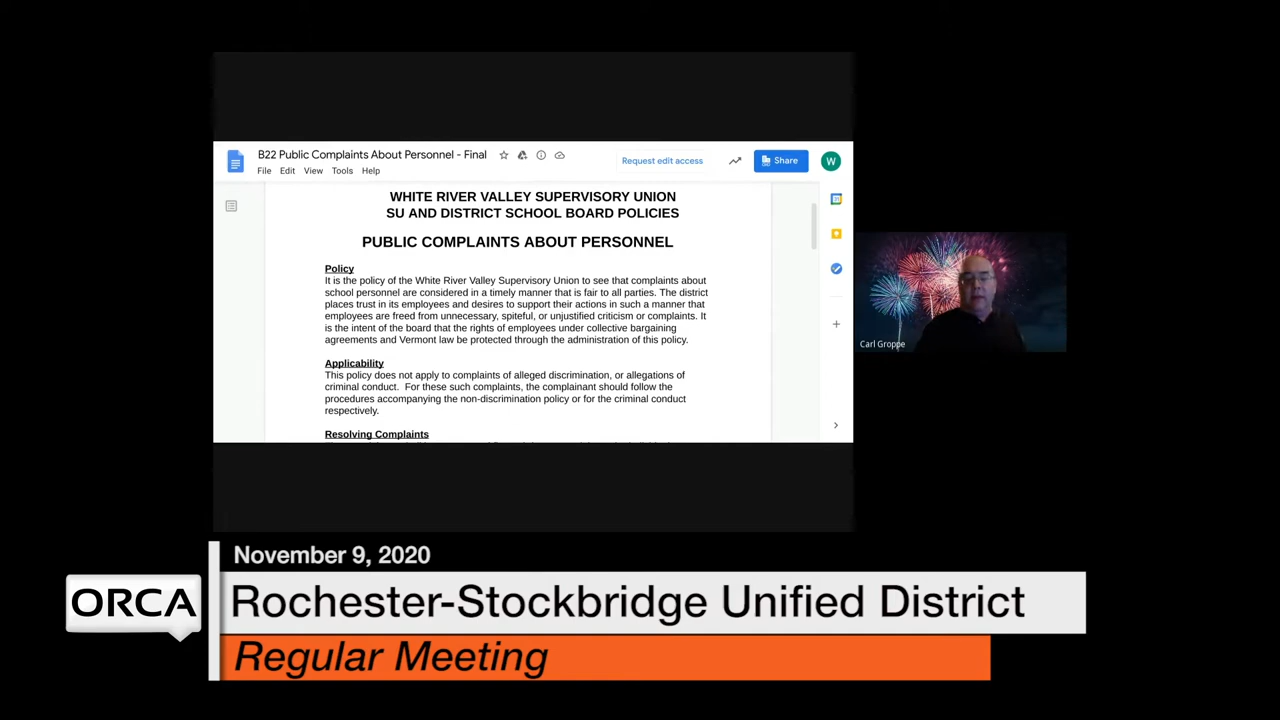 B22 Public Complaints About Personnel - Final
File Edit View Tools Help
Request edit access
Share
W
WHITE RIVER VALLEY SUPERVISORY UNION
SU AND DISTRICT SCHOOL BOARD POLICIES
PUBLIC COMPLAINTS ABOUT PERSONNEL
Policy
It is the policy of the White River Valley Supervisory Union to see that complaints about
school personnel are considered in a timely manner that is fair to all parties. The district
places trust in its employees and desires to support their actions in such a manner that
employees are freed from unnecessary, spiteful, or unjustified criticism or complaints. It
is the intent of the board that the rights of employees under collective bargaining
agreements and Vermont law be protected through the administration of this policy.
Applicability
This policy does not apply to complaints of alleged discrimination, or allegations of
criminal conduct. For these such complaints, the complainant should follow the
procedures accompanying the non-discrimination policy or for the criminal conduct
respectively.
Resolving Complaints
Carl Groppe
November 9, 2020
ORCA
Rochester-Stockbridge Unified District
Regular Meeting